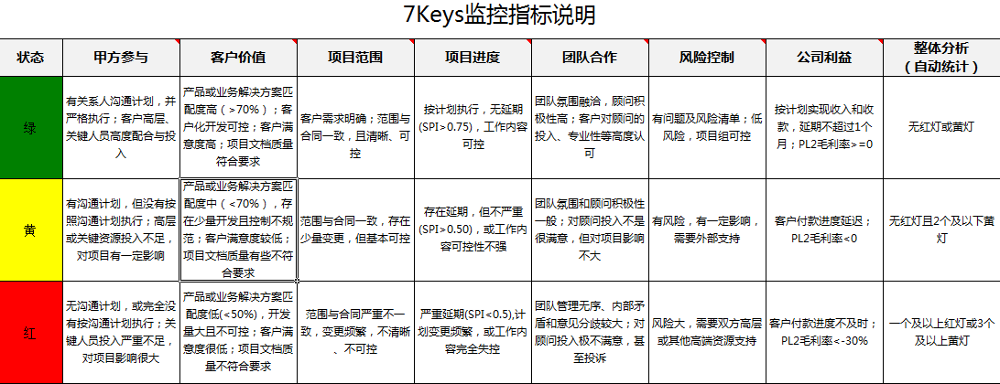 7Keys监控指标说明
状态
甲方参与
客户价值
项目范围
项目进度
团队合作
风险控制
公司利益
整体分析
（自动统计）
绿
有关系人沟通计划，并
严格执行；客户高层、
关键人员高度配合与投
入
产品或业务解决方案匹
配度高（>70%）；客
户化开发可控；客户满
意度高；项目文档质量
符合要求
客户需求明确；范围与
合同一致，且清晰、可
控
按计划执行，无延期
(SPI>0.75)，工作内容
可控
团队氛围融洽，顾问积
极性高；客户对顾问的
投入、专业性等高度认
可
有问题及风险清单；低
风险，项目组可控
按计划实现收入和收
款，延期不超过1个
月；PL2毛利率>=0
无红灯或黄灯
黄
有沟通计划，但没有按
照沟通计划执行；高层
或关键资源投入不足，
对项目有一定影响
产品或业务解决方案匹
配度中（<70%），存
在少量开发且控制不规
范；客户满意度较低；
项目文档质量有些不符
合要求
范围与合同一致，存在
少量变更，但基本可控
存在延期，但不严重
(SPI>0.50)，或工作内
容可控性不强
团队氛围和顾问积极性
一般；对顾问投入不是
很满意，但对项目影响
不大
有风险，有一定影响，
需要外部支持
客户付款进度延迟；
PL2毛利率<0
无红灯且2个及以下黄
灯
红
无沟通计划，或完全没
有按沟通计划执行；关
键人员投入严重不足，
对项目影响很大
产品或业务解决方案匹
配度低(<50%)，开发
量大且不可控；客户满
意度很低；项目文档质
量不符合要求
范围与合同严重不一
致，变更频繁，不清晰
、不可控
严重延期(SPI<0.5),计
划变更频繁，或工作内
容完全失控
团队管理无序、内部矛
盾和意见分歧较大；对
顾问投入极不满意，甚
至投诉
风险大，需要双方高层
或其他高端资源支持
客户付款进度不及时；
PL2毛利率<-30%
一个及以上红灯或3个
及以上黄灯